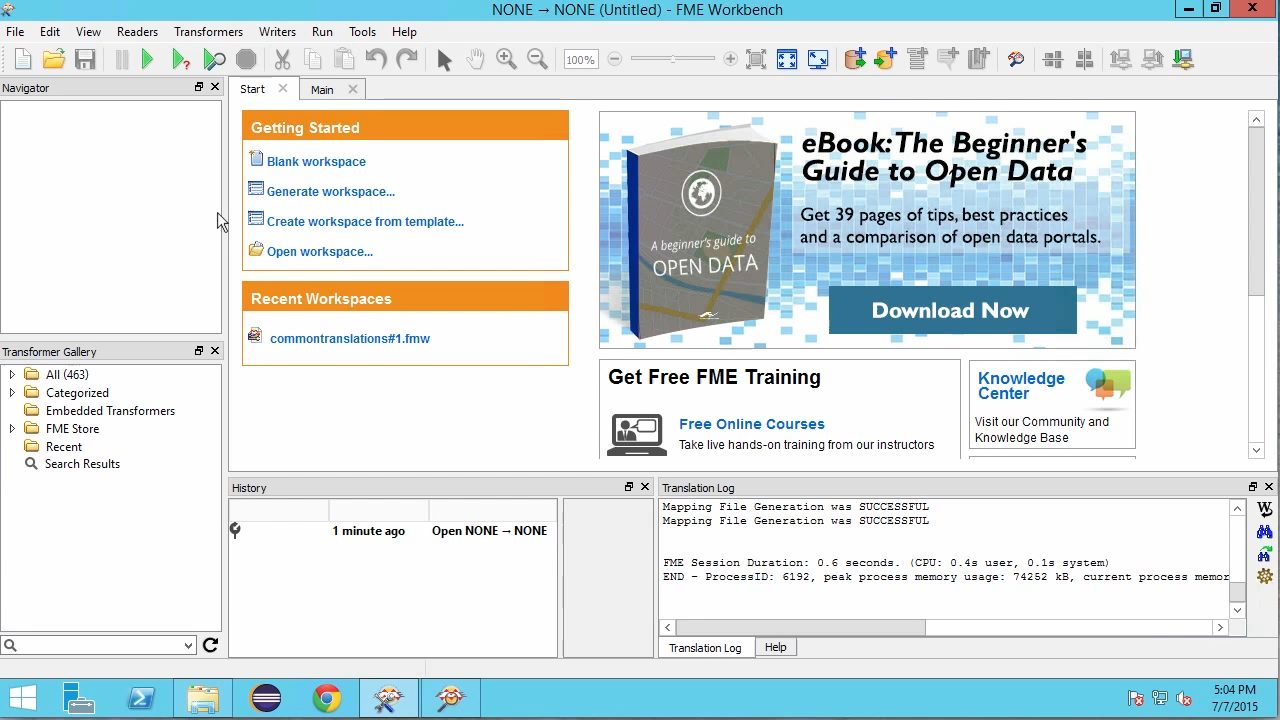 NONE → NONE (Untitled) - FME Workbench
File Edit View Readers Transformers Writers Run Tools Help
100%
Navigator
Start
Main
Getting Started
Blank workspace
Generate workspace...
Create workspace from template...
Open workspace...
Recent Workspaces
commontranslations#1.fmw
A beginner's guide to
OPEN DATA
eBook: The Beginner's
Guide to Open Data
Get 39 pages of tips, best practices
and a comparison of open data portals.
Download Now
Get Free FME Training
Free Online Courses
Take live hands-on training from our instructors
Knowledge
Center
Visit our Community and
Knowledge Base
Transformer Gallery
All (463)
Categorized
Embedded Transformers
FME Store
Recent
Search Results
History
1 minute ago Open NONE → NONE
Translation Log
Mapping File Generation was SUCCESSFUL
Mapping File Generation was SUCCESSFUL
FME Session Duration: 0.6 seconds. (CPU: 0.4s user, 0.1s system)
END - ProcessID: 6192, peak process memory usage: 74252 kB, current process memor
Translation Log
Help
5:04 PM
7/7/2015